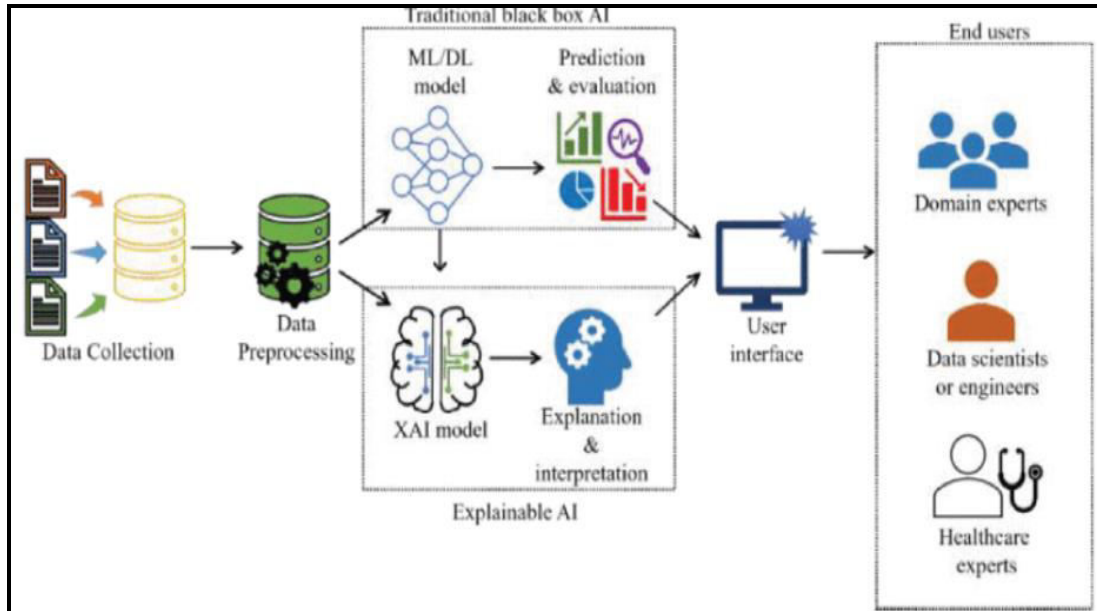 Traditional black box AI
End users
ML/DL
model
Prediction
& evaluation
Domain experts
Data Collection
Data
Preprocessing
User
interface
XAI model
Explanation
&
interpretation
Data scientists
or engineers
Explainable AI
Healthcare
experts